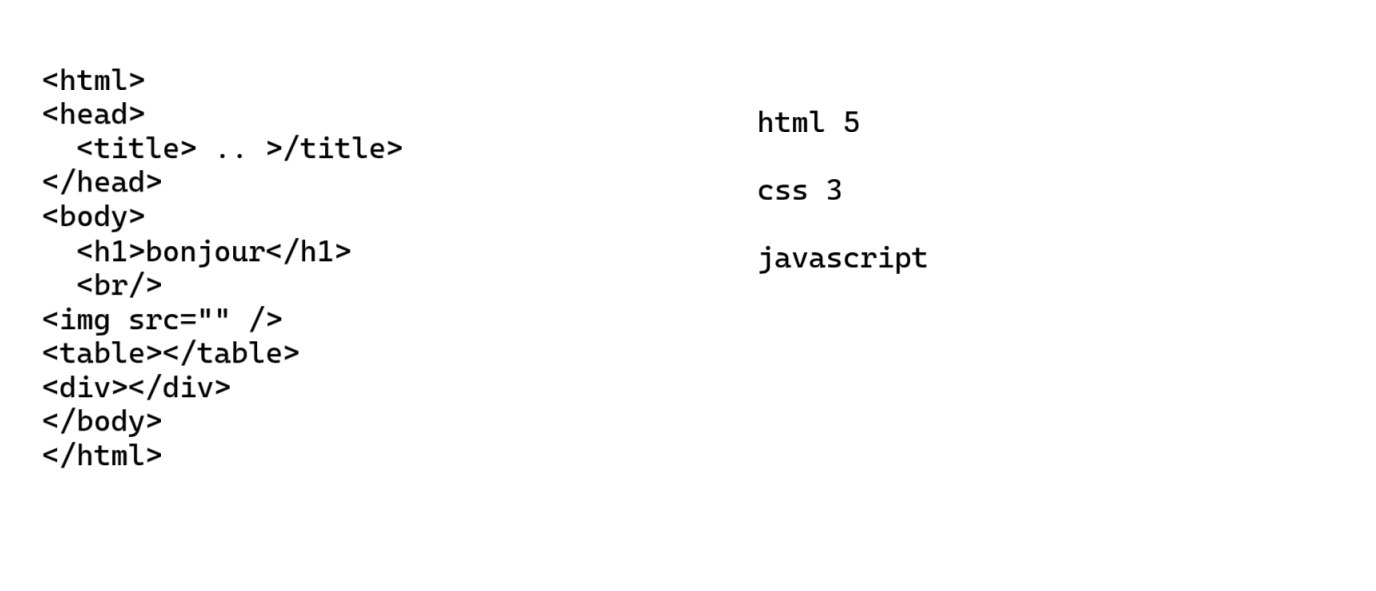 <html>
<head>
  <title> .. >/title>
</head>
<body>
  <h1>bonjour</h1>
  <br/>
<img src="" />
<table></table>
<div></div>
</body>
</html>
html 5
css 3
javascript